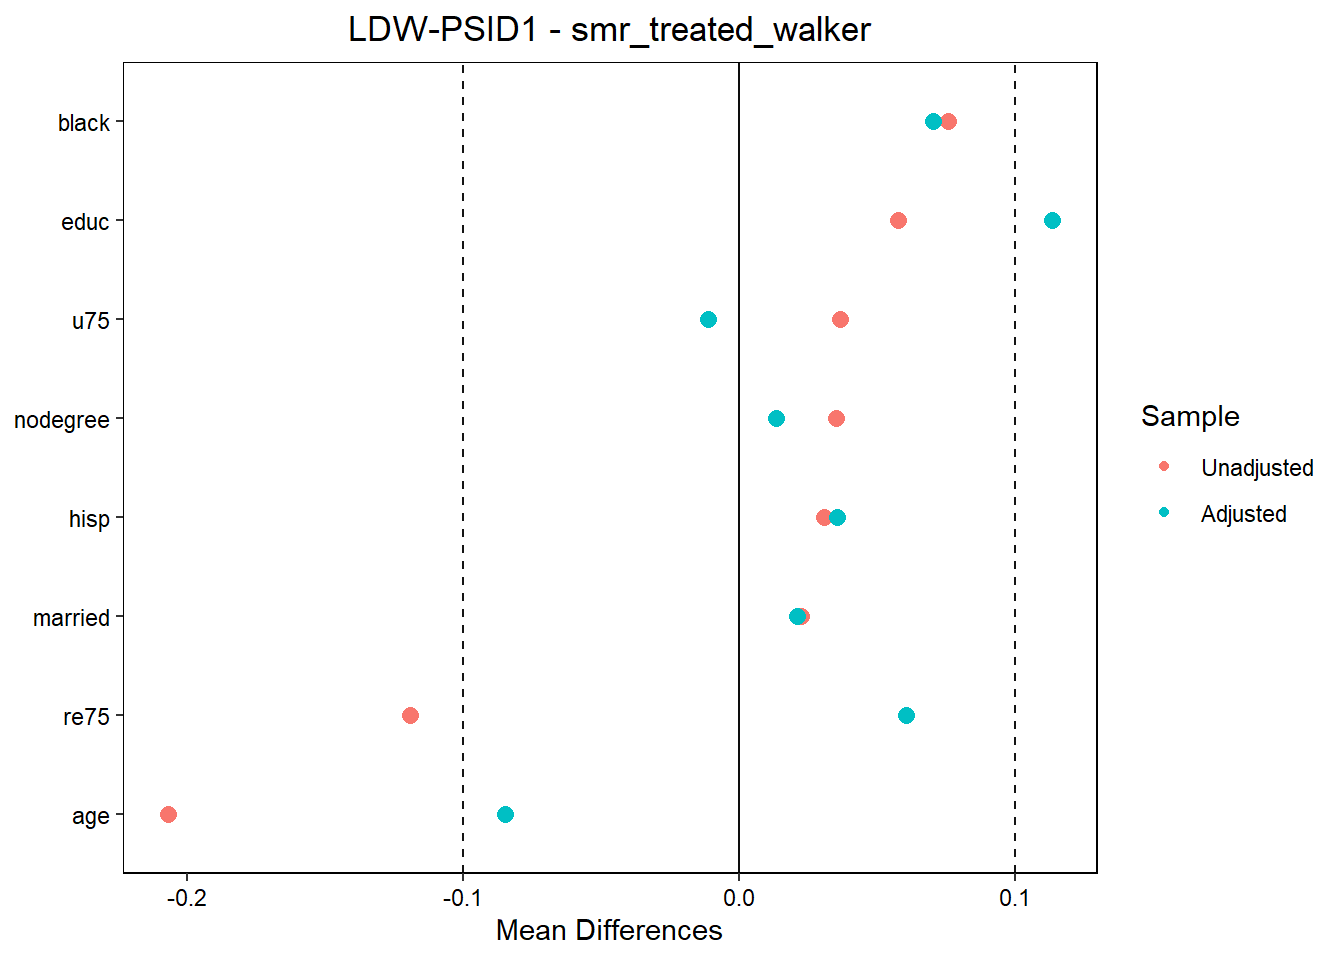 LDW-PSID1 - smr_treated_walker
black
educ
u75
nodegree
hisp
married
re75
age
-0.2
-0.1
0.0
0.1
Mean Differences
Sample
Unadjusted
Adjusted